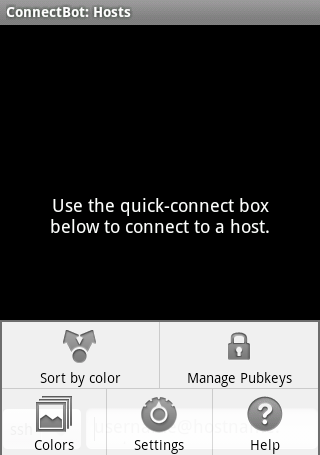 ConnectBot: Hosts
Use the quick-connect box
below to connect to a host.
Sort by color
Manage Pubkeys
ssh
Colors
Settings
Help